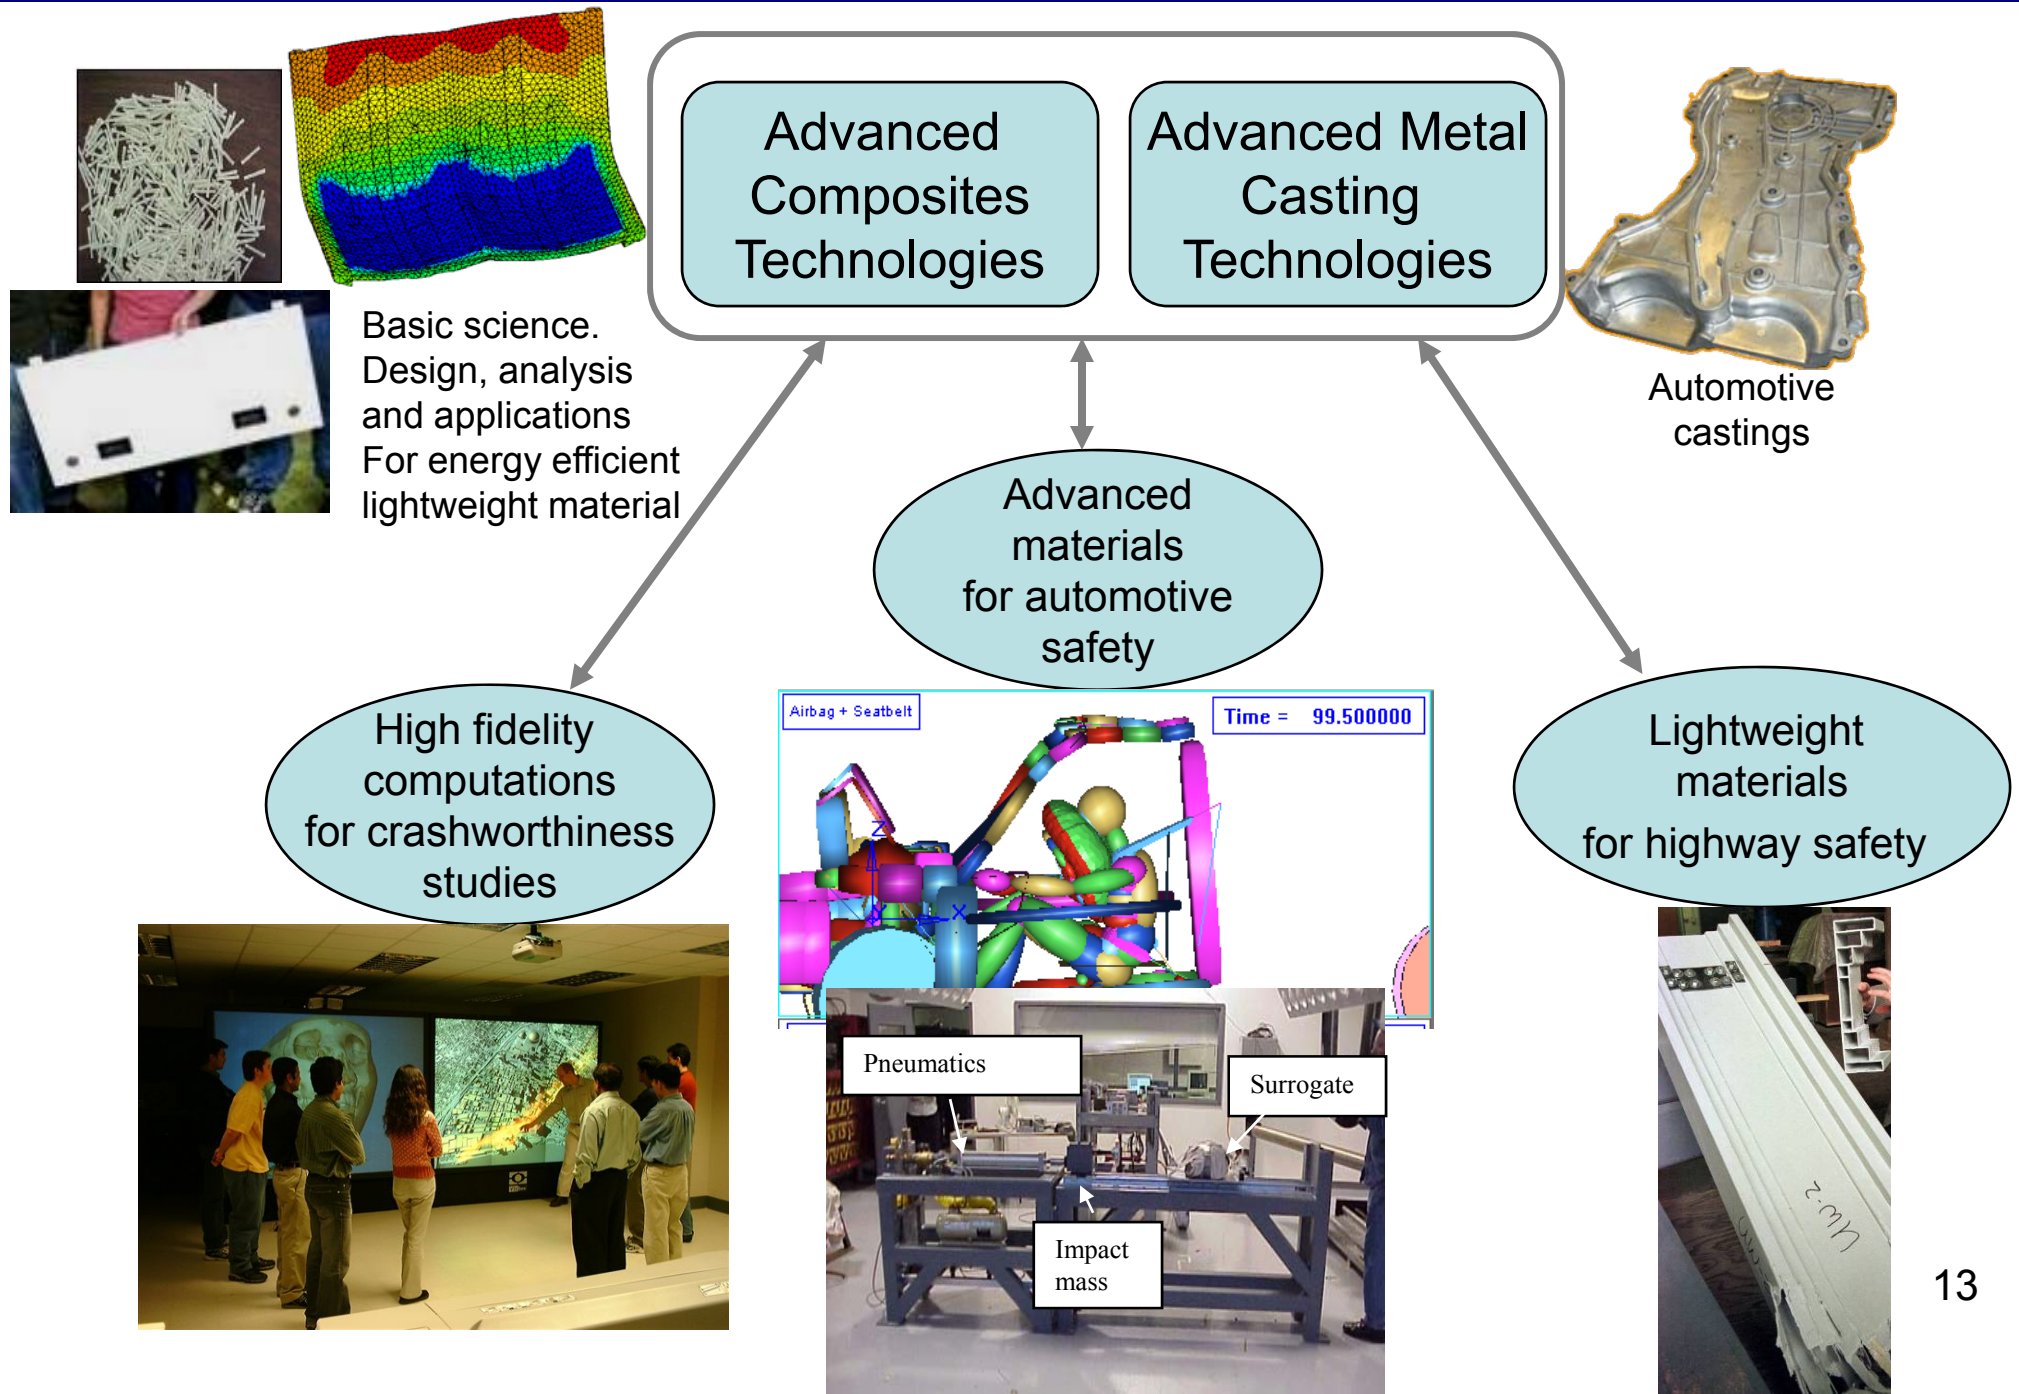 Advanced
Composites
Technologies
Advanced Metal
Casting
Technologies
Basic science.
Design, analysis
and applications
For energy efficient
lightweight material
Automotive
castings
Advanced
materials
for automotive
safety
High fidelity
computations
for crashworthiness
studies
Lightweight
materials
for highway safety
Airbag + Seatbelt
Time = 99.500000
Z
Y
X
Pneumatics
Surrogate
Impact
mass
UW-2
13